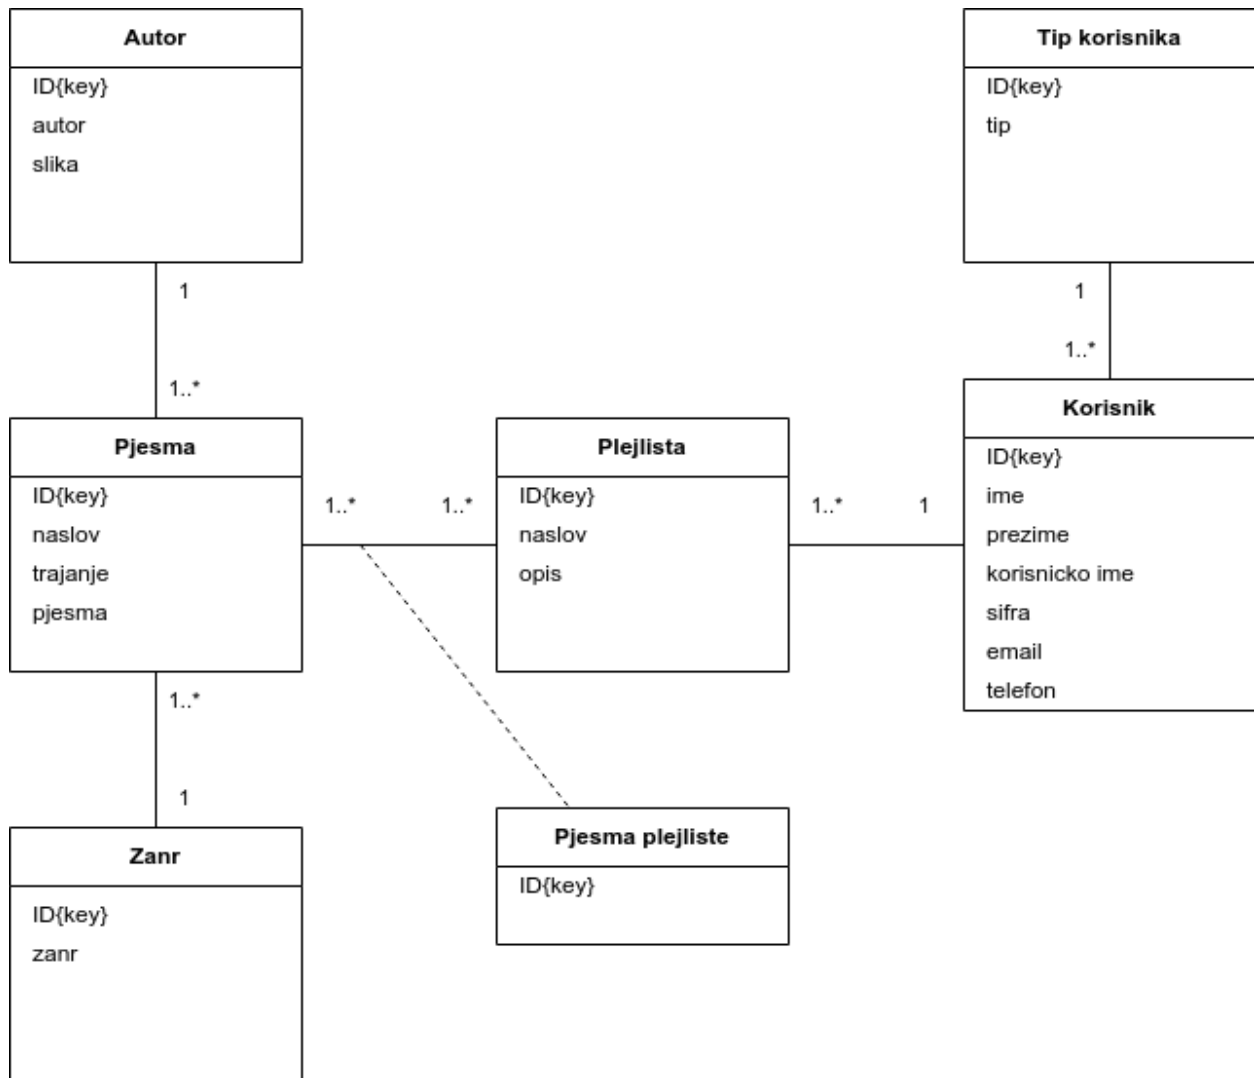 Autor
ID{key}
autor
slika
Tip korisnika
ID{key}
tip
1
1..*
1
1..*
Pjesma
ID{key}
naslov
trajanje
pjesma
1..*
1..*
Plejlista
ID{key}
naslov
opis
1..*
1
Korisnik
ID{key}
ime
prezime
korisnicko ime
sifra
email
telefon
1..*
1
Zanr
ID{key}
zanr
Pjesma plejliste
ID{key}